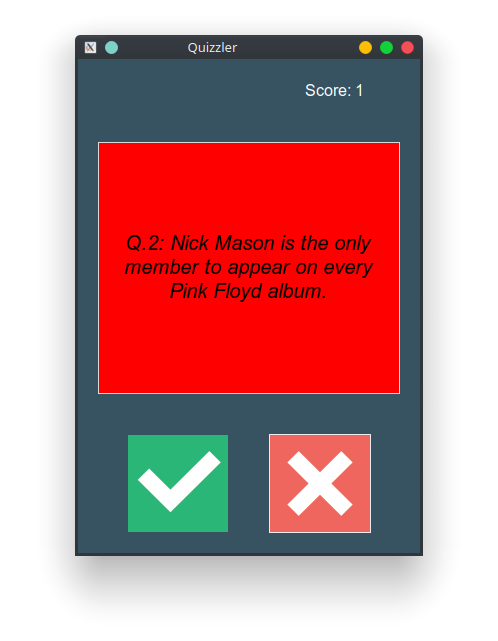 Quizzler
Score: 1
Q.2: Nick Mason is the only
member to appear on every
Pink Floyd album.